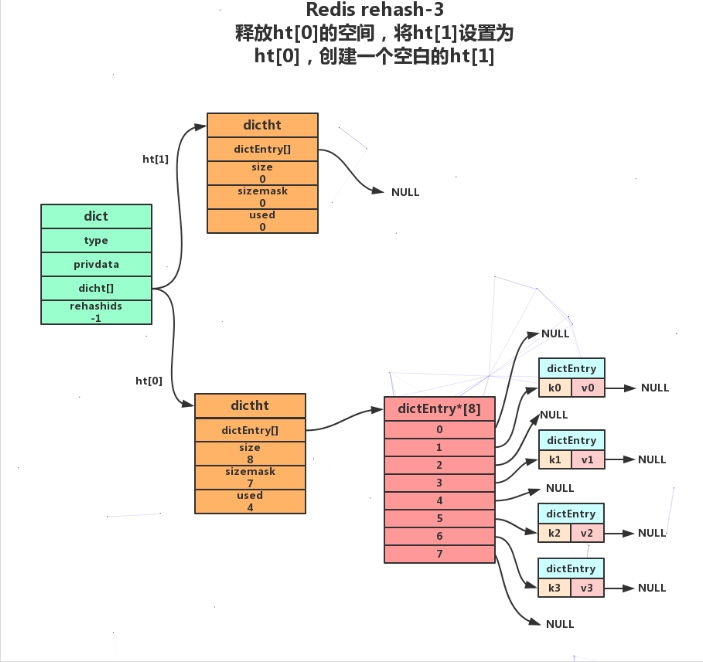 Redis rehash-3
释放ht[0]的空间，将ht[1]设置为
ht[0]，创建一个空白的ht[1]
dictht
dictEntry[]
size
0
sizemask
0
used
0
ht[1]
NULL
dict
type
privdata
dicht[]
rehashids
-1
ht[0]
dictht
dictEntry[]
size
8
sizemask
7
used
4
dictEntry*[8]
0
1
2
3
4
5
6
7
NULL
dictEntry
k0 v0
NULL
NULL
dictEntry
k1 v1
NULL
NULL
dictEntry
k2 v2
NULL
dictEntry
k3 v3
NULL
NULL